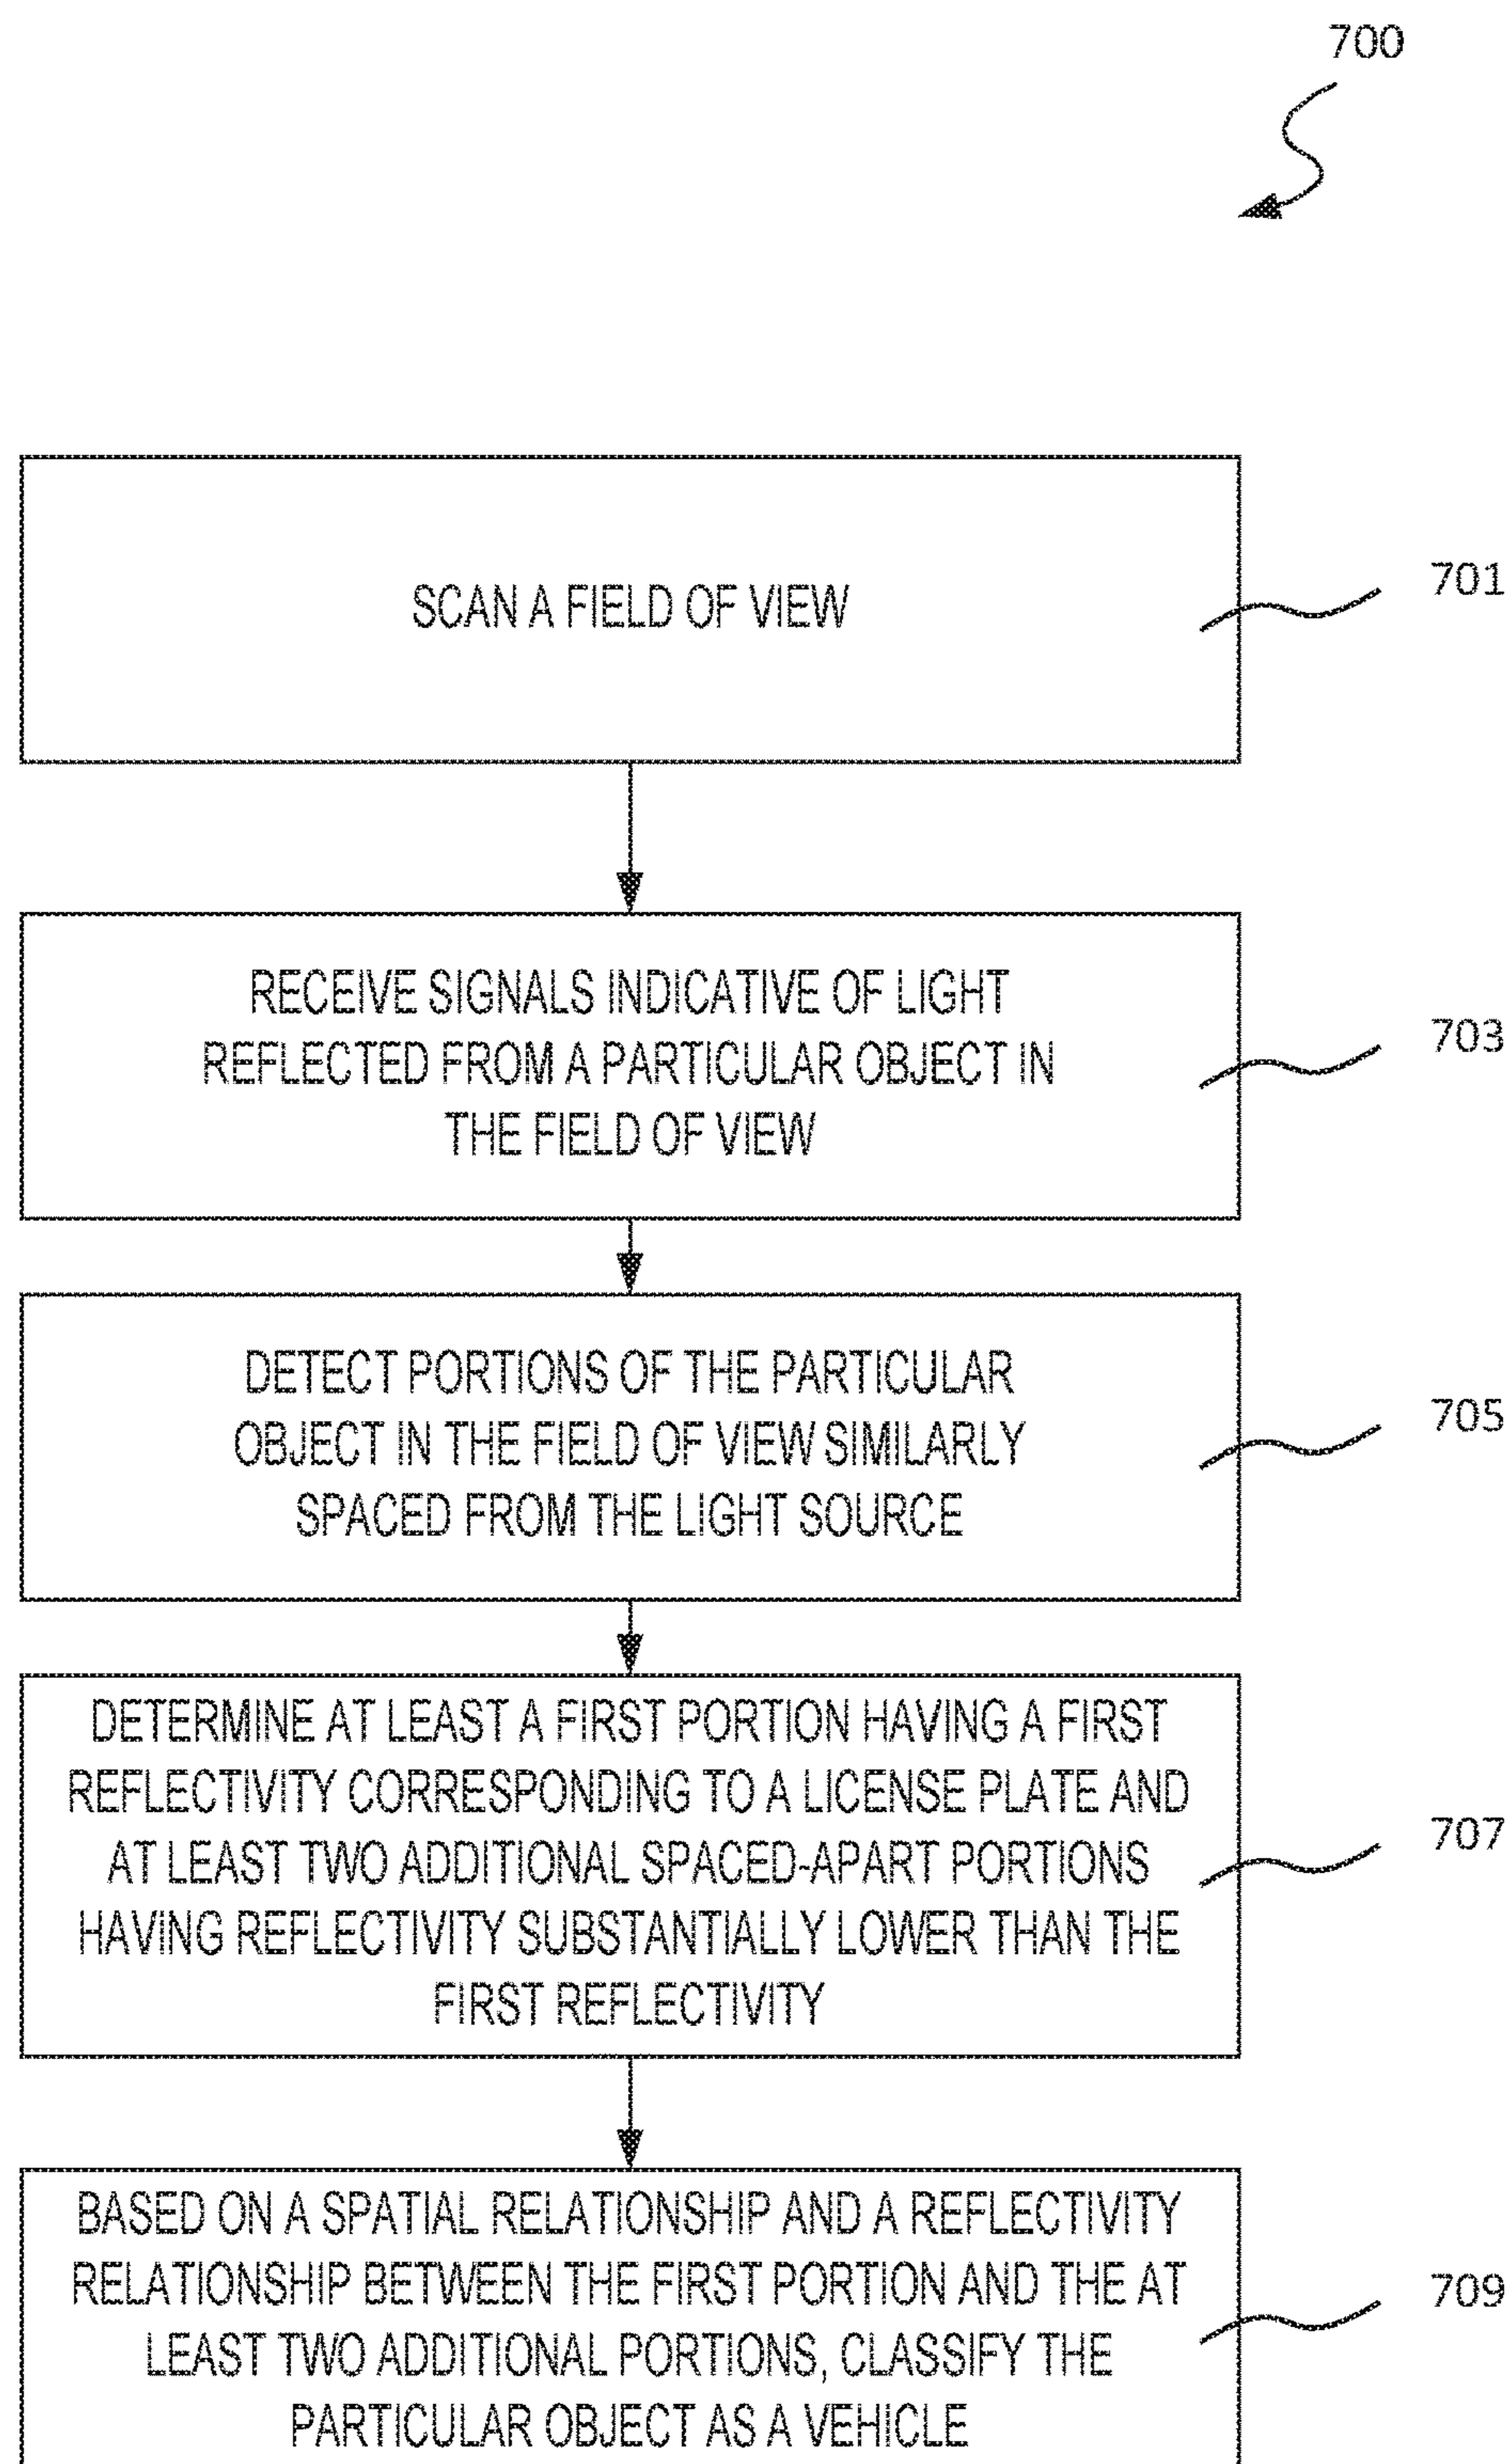 700
SCAN A FIELD OF VIEW
701
RECEIVE SIGNALS INDICATIVE OF LIGHT
REFLECTED FROM A PARTICULAR OBJECT IN
THE FIELD OF VIEW
703
DETECT PORTIONS OF THE PARTICULAR
OBJECT IN THE FIELD OF VIEW SIMILARLY
SPACED FROM THE LIGHT SOURCE
705
DETERMINE AT LEAST A FIRST PORTION HAVING A FIRST
REFLECTIVITY CORRESPONDING TO A LICENSE PLATE AND
AT LEAST TWO ADDITIONAL SPACED-APART PORTIONS
HAVING REFLECTIVITY SUBSTANTIALLY LOWER THAN THE
FIRST REFLECTIVITY
707
BASED ON A SPATIAL RELATIONSHIP AND A REFLECTIVITY
RELATIONSHIP BETWEEN THE FIRST PORTION AND THE AT
LEAST TWO ADDITIONAL PORTIONS, CLASSIFY THE
PARTICULAR OBJECT AS A VEHICLE
709